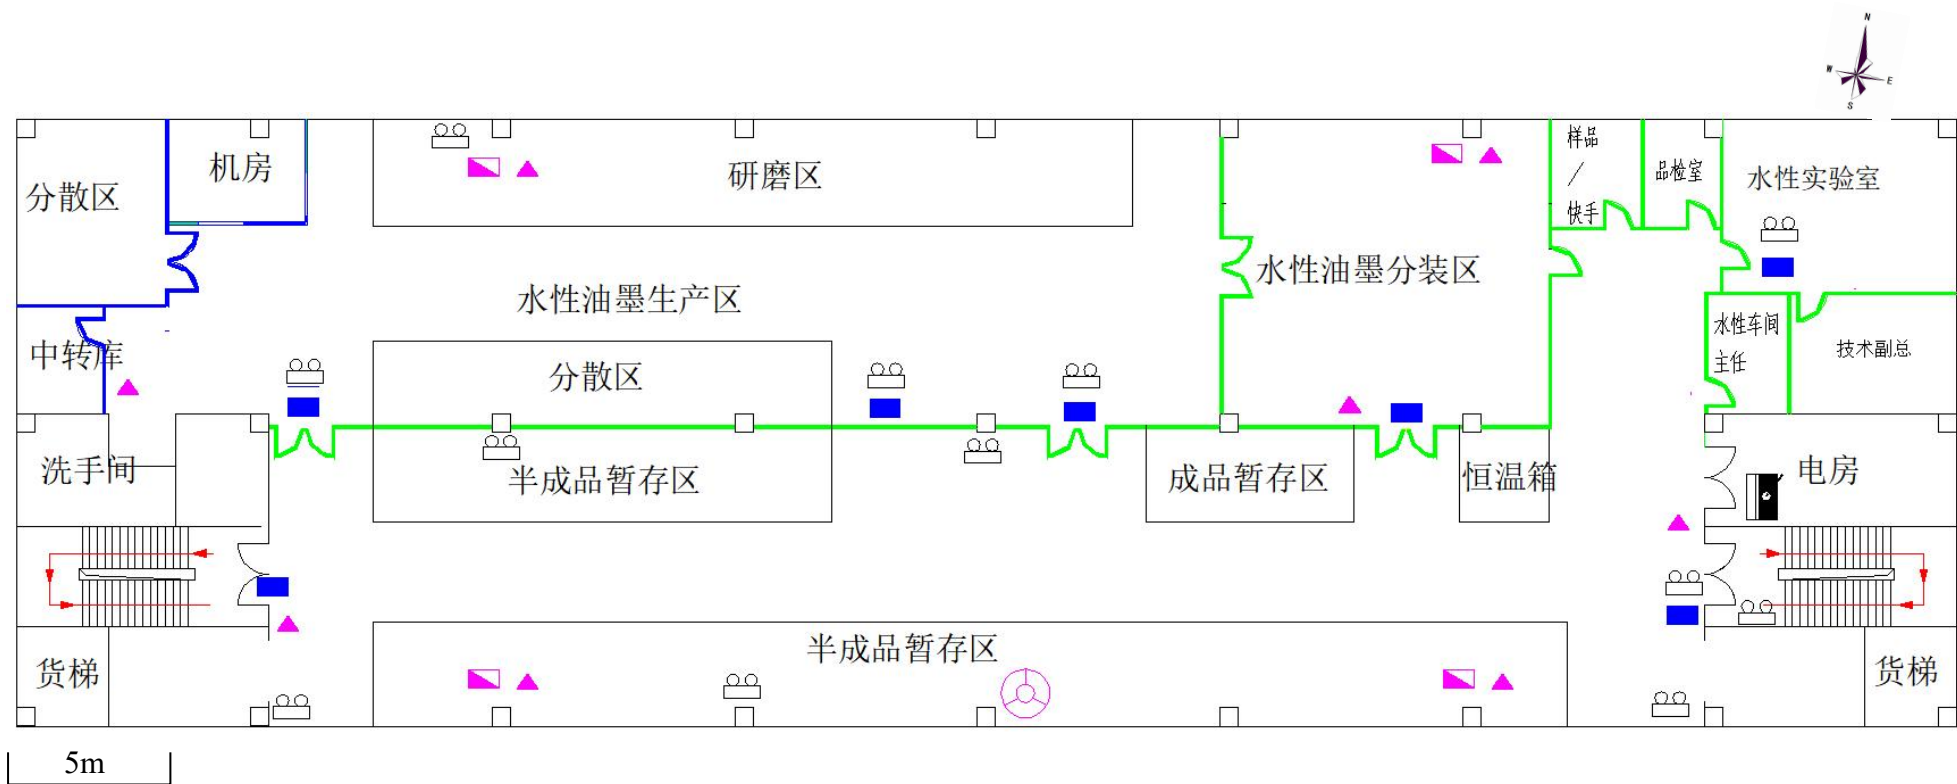 N
W
E
S
分散区
机房
研磨区
样品
/
快手
品检室
水性实验室
水性油墨生产区
水性油墨分装区
中转库
分散区
水性车间
主任
技术副总
洗手间
半成品暂存区
成品暂存区
恒温箱
电房
半成品暂存区
货梯
货梯
5m